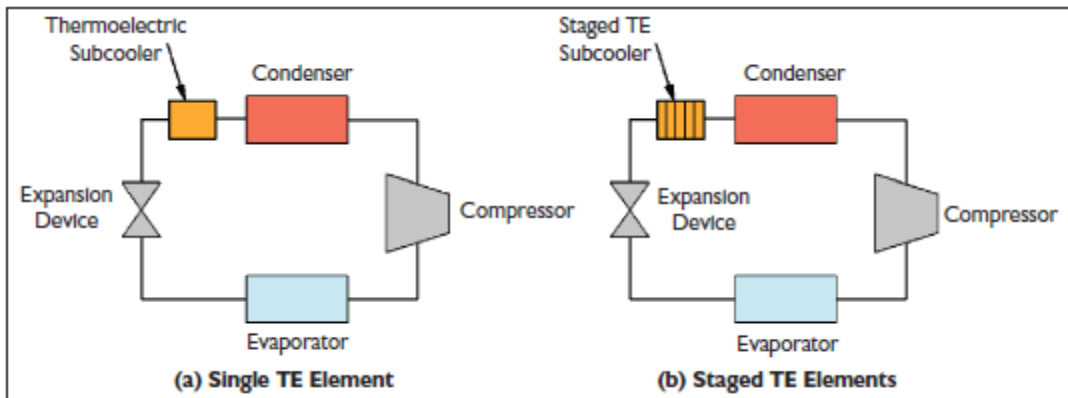 Thermoelectric
Subcooler
Condenser
Expansion
Device
Compressor
Evaporator
(a) Single TE Element
Staged TE
Subcooler
Condenser
Expansion
Device
Compressor
Evaporator
(b) Staged TE Elements